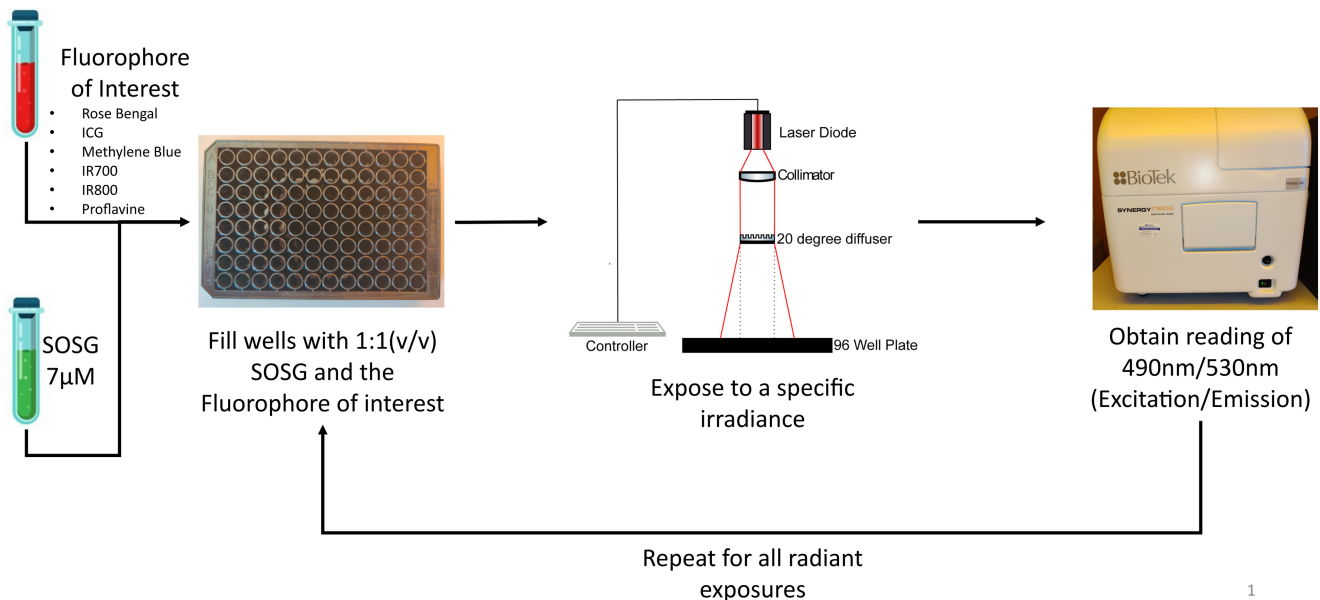 Fluorophore
of Interest
• Rose Bengal
• ICG
• Methylene Blue
• IR700
• IR800
• Proflavine
SOSG
7μM
Fill wells with 1:1(v/v)
SOSG and the
Fluorophore of interest
Laser Diode
Collimator
20 degree diffuser
Controller
96 Well Plate
Expose to a specific
irradiance
BioTek
SYNERGY NEO2
Obtain reading of
490nm/530nm
(Excitation/Emission)
Repeat for all radiant
exposures
1